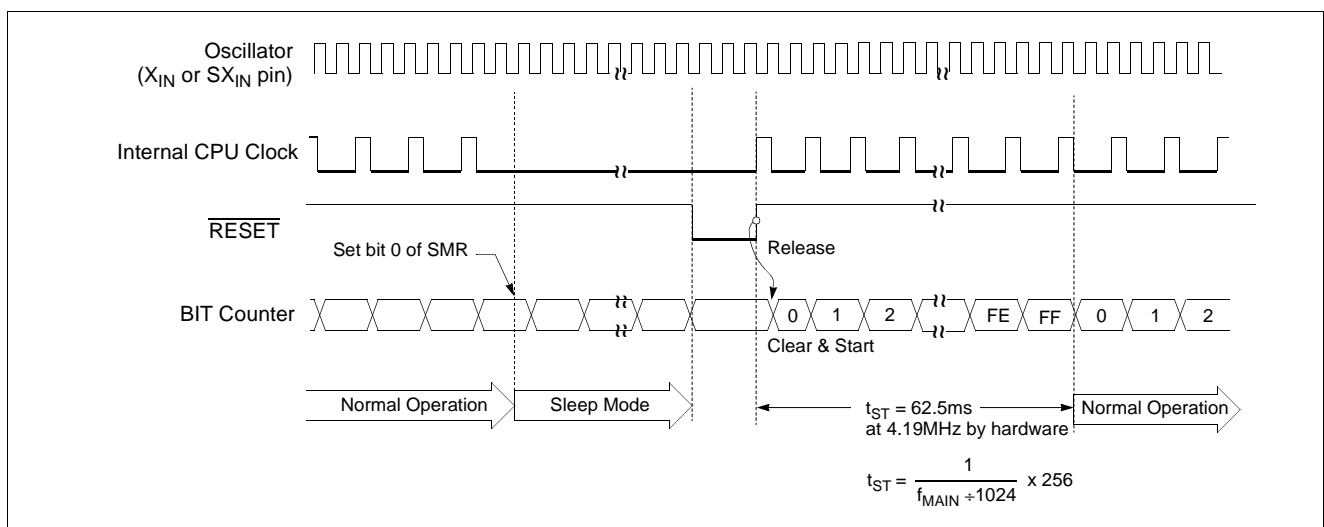 Oscillator
(XIN or SXIN pin)
Internal CPU Clock
RESET
Set bit 0 of SMR
Release
BIT Counter
0 1 2 FE FF 0 1 2
Clear & Start
Normal Operation Sleep Mode tST = 62.5ms Normal Operation
at 4.19MHz by hardware
tST = 1 / fMAIN ÷1024 x 256